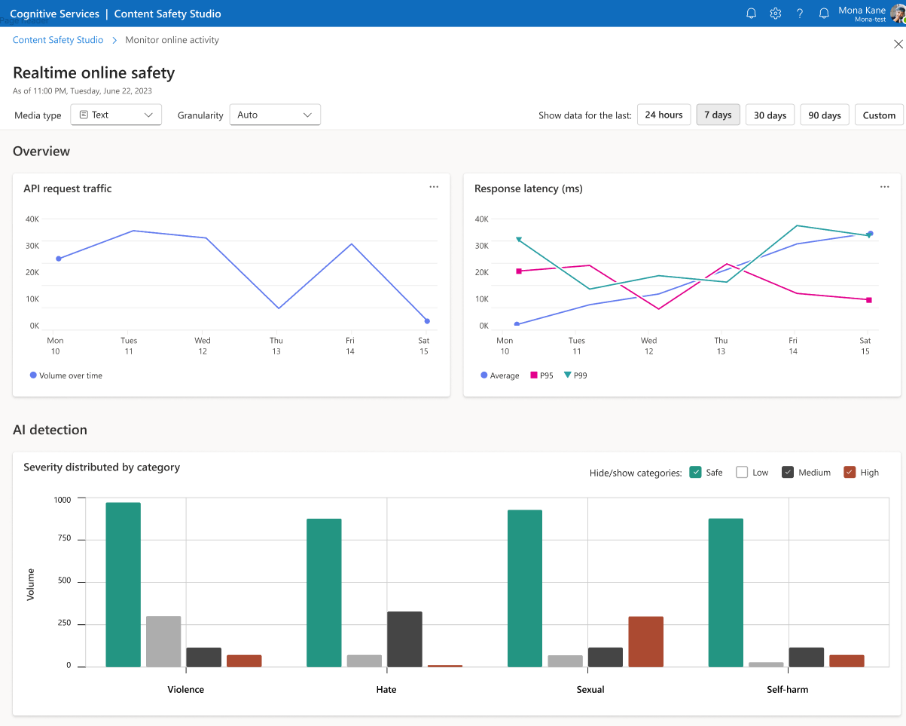 Cognitive Services | Content Safety Studio
Mona Kane
Mona-test
Content Safety Studio > Monitor online activity
Realtime online safety
As of 11:00 PM, Tuesday, June 22, 2023
Media type Text Granularity Auto Show data for the last: 24 hours 7 days 30 days 90 days Custom
Overview
API request traffic
40K
30K
20K
10K
0K
Mon Tues Wed Thu Fri Sat
10 11 12 13 14 15
Volume over time
Response latency (ms)
40K
30K
20K
10K
0K
Mon Tues Wed Thu Fri Sat
10 11 12 13 14 15
Average P95 P99
AI detection
Severity distributed by category
Hide/show categories: Safe Low Medium High
Volume
1000
750
500
250
0
Violence Hate Sexual Self-harm